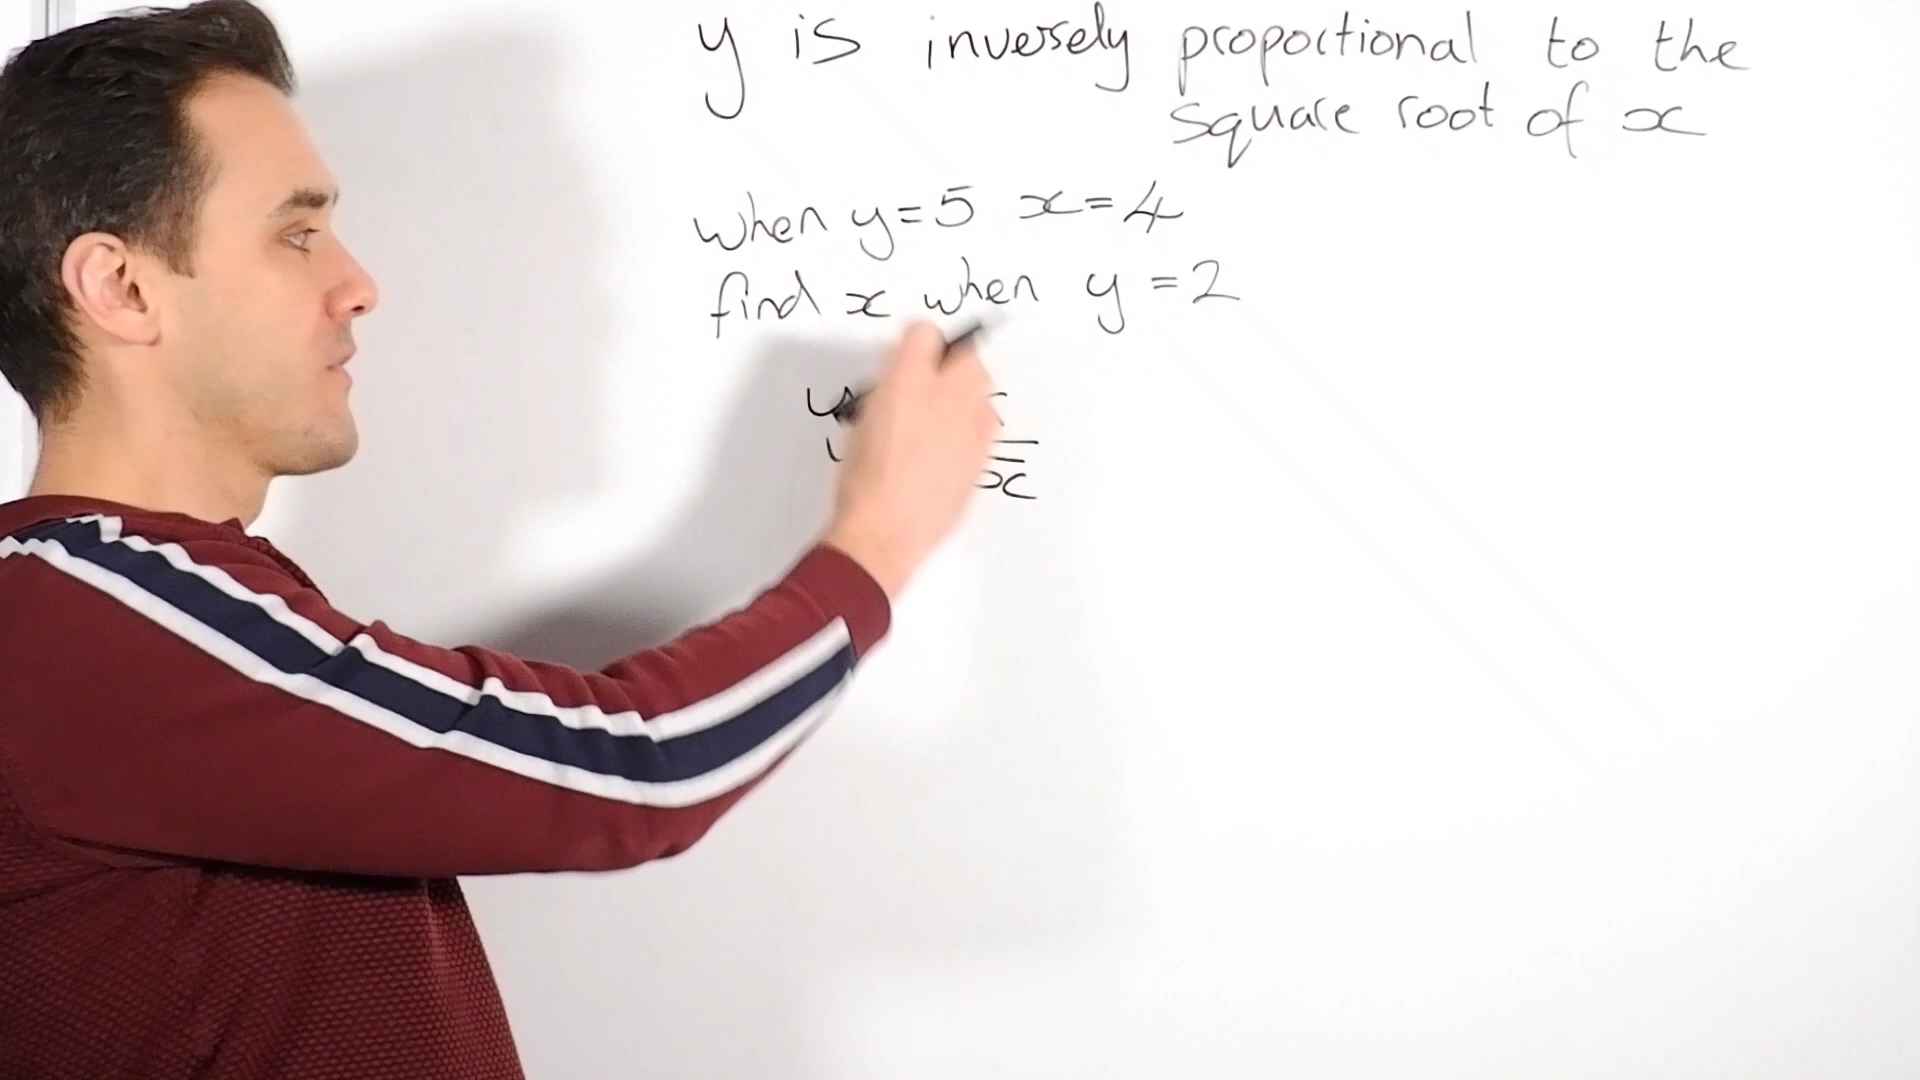 y is inversely proportional to the
square root of x
when y=5 x=4
find x when y=2
y
x